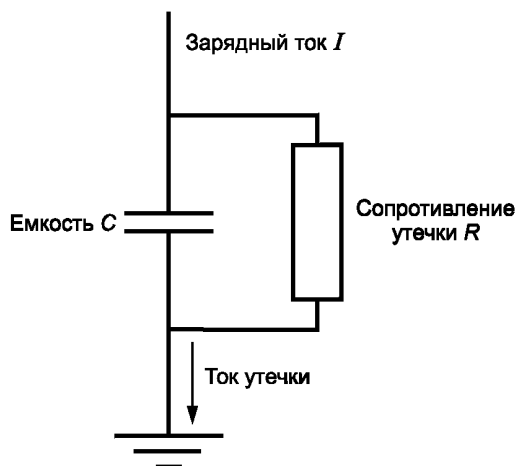 Зарядный ток I
Емкость C
Сопротивление
утечки R
Ток утечки